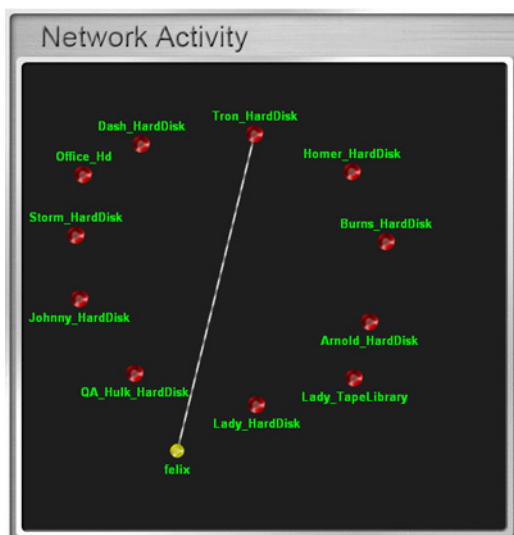 Network Activity
Tron_HardDisk
Dash_HardDisk
Homer_HardDisk
Office_Hd
Storm_HardDisk
Burns_HardDisk
Johnny_HardDisk
Arnold_HardDisk
QA_Hulk_HardDisk
Lady_TapeLibrary
Lady_HardDisk
felix